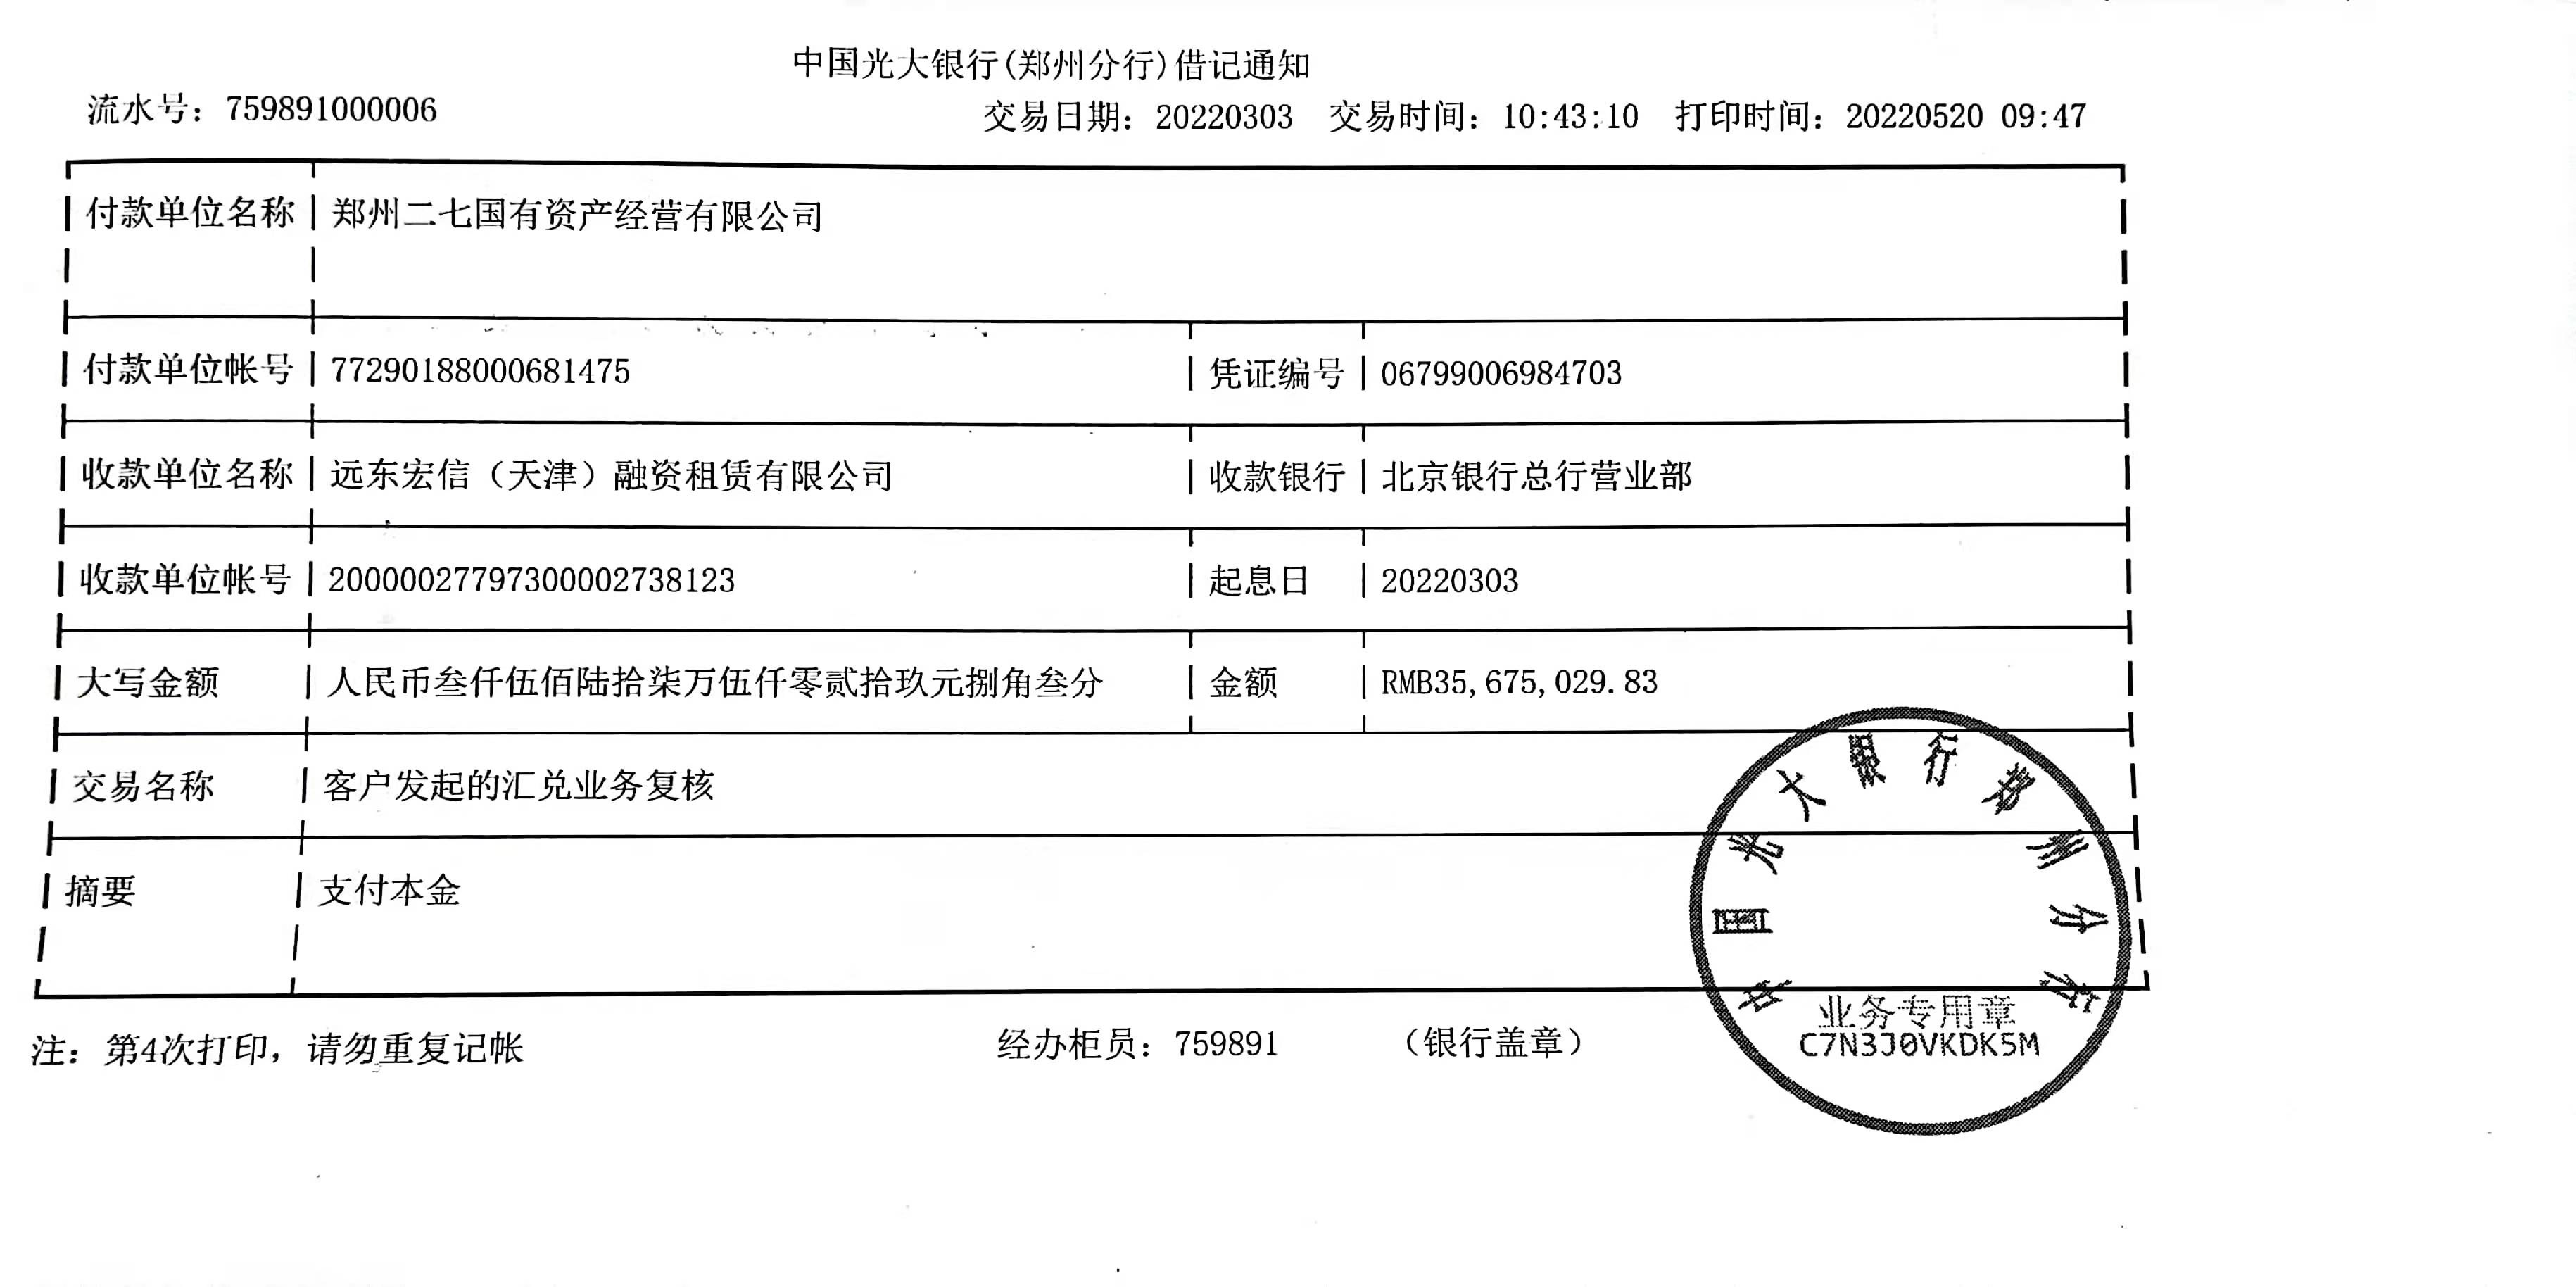 中国光大银行(郑州分行)借记通知
流水号：759891000006 交易日期：20220303 交易时间：10:43:10 打印时间：20220520 09:47
付款单位名称 郑州二七国有资产经营有限公司
付款单位帐号 77290188000681475 凭证编号 06799006984703
收款单位名称 远东宏信（天津）融资租赁有限公司 收款银行 北京银行总行营业部
收款单位帐号 20000027797300002738123 起息日 20220303
大写金额 人民币叁仟伍佰陆拾柒万伍仟零贰拾玖元捌角叁分 金额 RMB35,675,029.83
交易名称 客户发起的汇兑业务复核
摘要 支付本金
中国光大银行郑州分行
业务专用章
C7N3J0VKDK5M
注：第4次打印，请勿重复记帐 经办柜员：759891 （银行盖章）